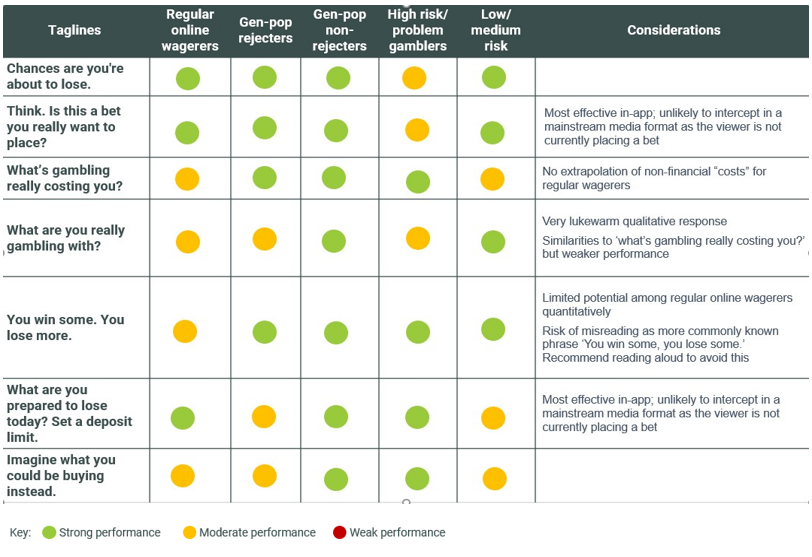 Taglines
Regular
online
wagerers
Gen-pop
rejecters
Gen-pop
non-
rejecters
High risk/
problem
gamblers
Low/
medium
risk
Considerations
Chances are you're
about to lose.
Think. Is this a bet
you really want to
place?
Most effective in-app; unlikely to intercept in a
mainstream media format as the viewer is not
currently placing a bet
What's gambling
really costing you?
No extrapolation of non-financial “costs” for
regular wagerers
What are you really
gambling with?
Very lukewarm qualitative response
Similarities to ‘what's gambling really costing you?’
but weaker performance
You win some. You
lose more.
Limited potential among regular online wagerers
quantitatively
Risk of misreading as more commonly known
phrase ‘You win some, you lose some.’
Recommend reading aloud to avoid this
What are you
prepared to lose
today? Set a deposit
limit.
Most effective in-app; unlikely to intercept in a
mainstream media format as the viewer is not
currently placing a bet
Imagine what you
could be buying
instead.
Key: Strong performance Moderate performance Weak performance